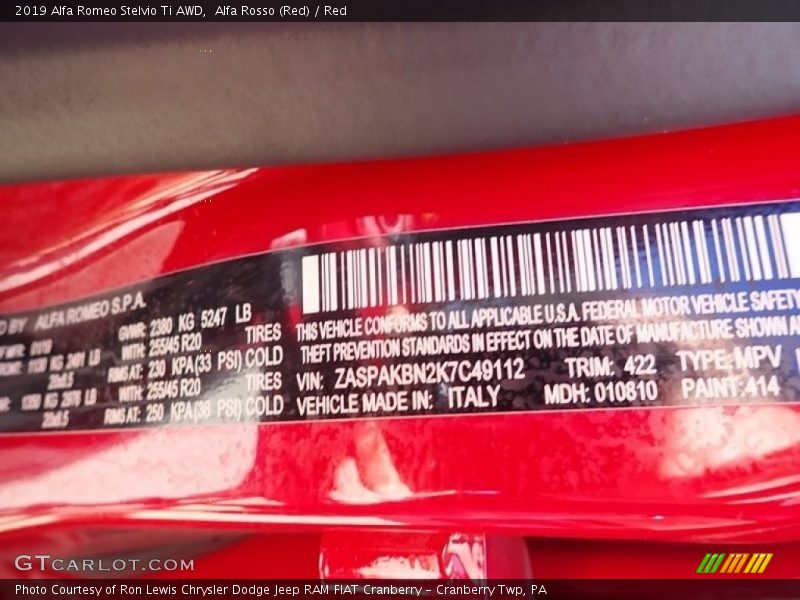 2019 Alfa Romeo Stelvio Ti AWD,  Alfa Rosso (Red) / Red
BY ALFA ROMEO S.P.A.
GVWR: 2380 KG 5247 LB
WITH: 255/45 R20 TIRES
RIMS AT: 230 KPA(33 PSI) COLD
WITH: 255/45 R20 TIRES
RIMS AT: 250 KPA(36 PSI) COLD
THIS VEHICLE CONFORMS TO ALL APPLICABLE U.S.A. FEDERAL MOTOR VEHICLE SAFETY
THEFT PREVENTION STANDARDS IN EFFECT ON THE DATE OF MANUFACTURE SHOWN
VIN: ZASPAKBN2K7C49112 TRIM: 422 TYPE: MPV
VEHICLE MADE IN: ITALY MDH: 010810 PAINT: 414
GTCARLOT.COM
Photo Courtesy of Ron Lewis Chrysler Dodge Jeep RAM FIAT Cranberry – Cranberry Twp, PA